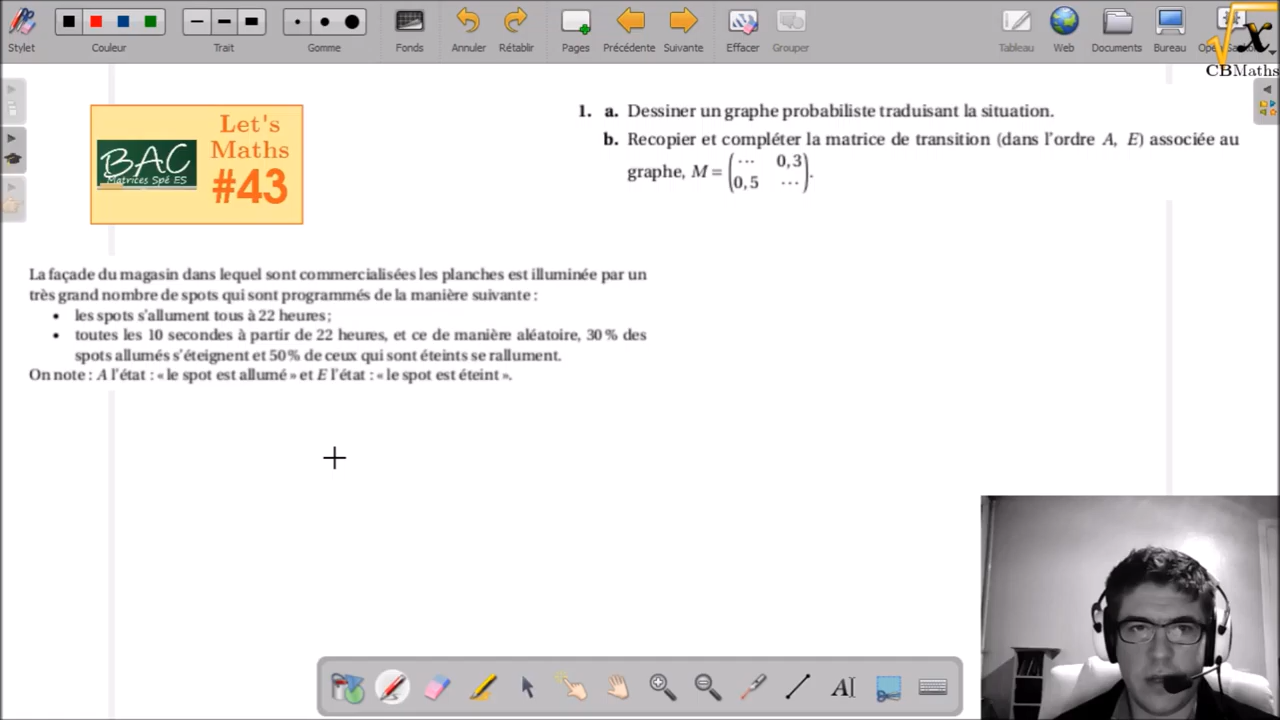 Stylet Couleur Trait Gomme Fonds Annuler Rétablir Pages Précédente Suivante Effacer Grouper Tableau Web Documents Bureau
√x
CBMaths
Let's
Maths
#43
BAC
Matrices Spé ES
1. a. Dessiner un graphe probabiliste traduisant la situation.
b. Recopier et compléter la matrice de transition (dans l'ordre A, E) associée au
graphe, M = (... 0,3
0,5 ...).
La façade du magasin dans lequel sont commercialisées les planches est illuminée par un
très grand nombre de spots qui sont programmés de la manière suivante :
• les spots s'allument tous à 22 heures ;
• toutes les 10 secondes à partir de 22 heures, et ce de manière aléatoire, 30 % des
spots allumés s'éteignent et 50 % de ceux qui sont éteints se rallument.
On note : A l'état : « le spot est allumé » et E l'état : « le spot est éteint ».
AI